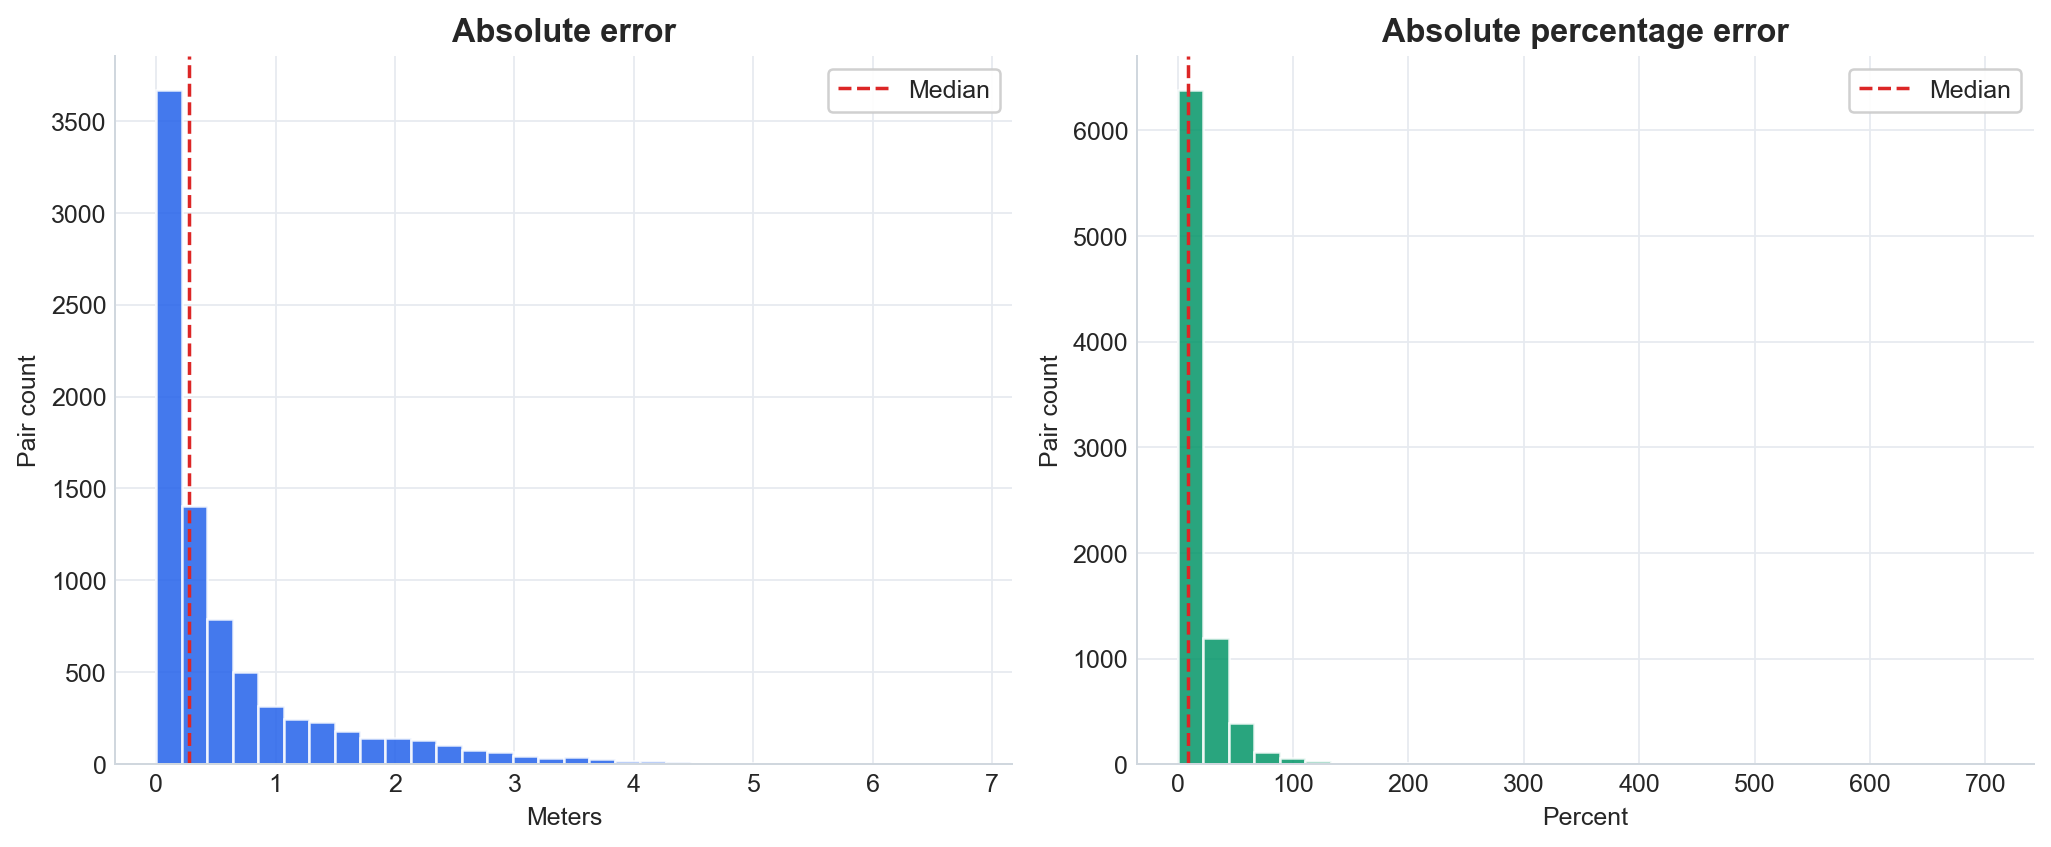 Absolute error
Median
3500
3000
2500
2000
1500
1000
500
0
Pair count
0 1 2 3 4 5 6 7
Meters
Absolute percentage error
Median
6000
5000
4000
3000
2000
1000
0
Pair count
0 100 200 300 400 500 600 700
Percent